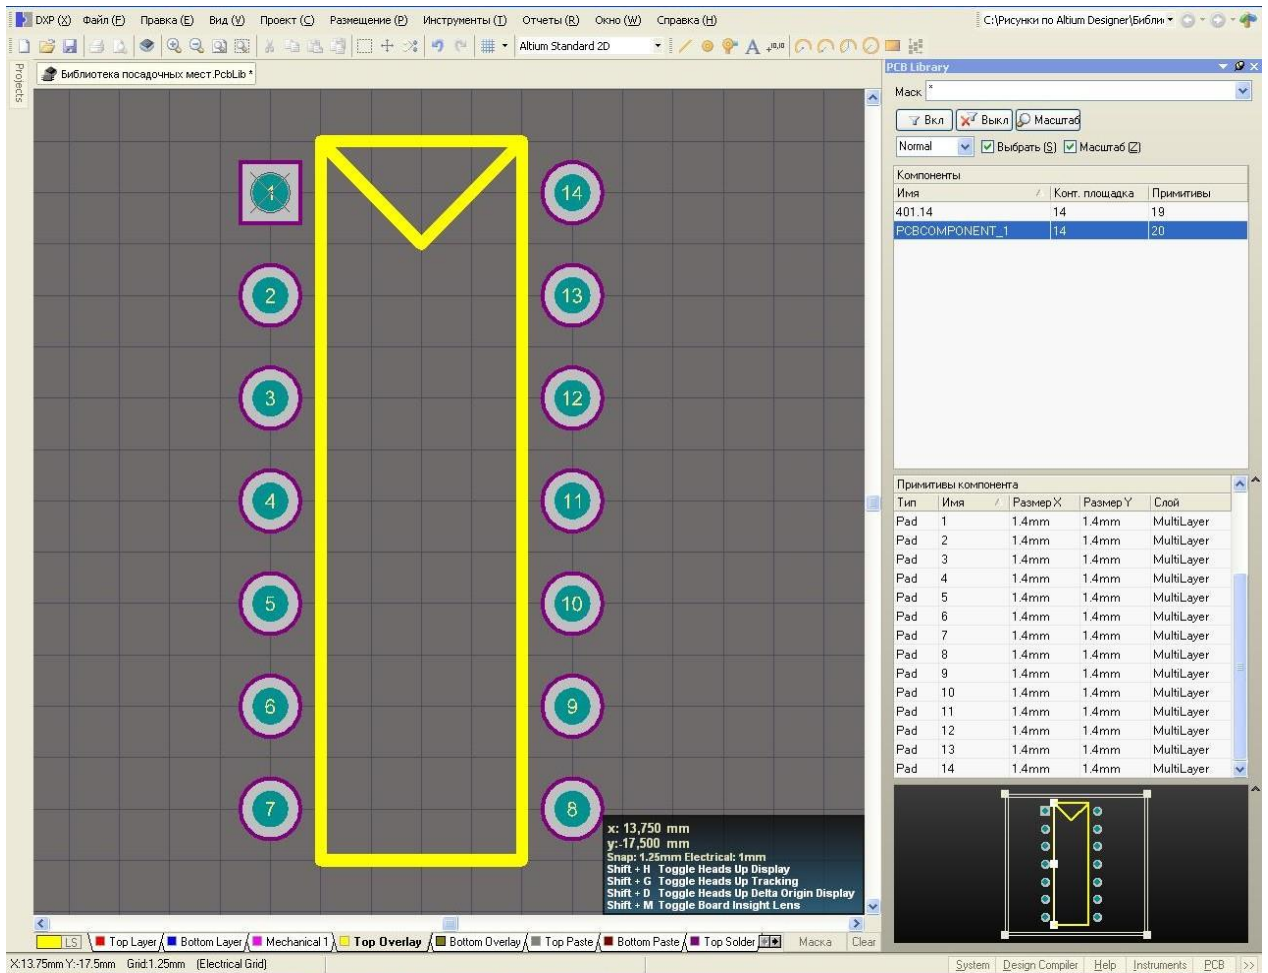 DXP (X) Файл (F) Правка (E) Вид (V) Проект (C) Размещение (P) Инструменты (T) Отчеты (R) Окно (W) Справка (H) C:\Рисунки по Altium Designer\Библи
Altium Standard 2D A +10,10
Projects
Библиотека посадочных мест.PcbLib *
PCB Library
Маск *
Вкл Выкл Масштаб
Normal Выбрать (S) Масштаб (Z)
Компоненты
Имя Конт. площадка Примитивы
401.14 14 19
PCBCOMPONENT_1 14 20
1 14
2 13
3 12
4 11
5 10
6 9
7 8
Примитивы компонента
Тип Имя Размер X Размер Y Слой
Pad 1 1.4mm 1.4mm MultiLayer
Pad 2 1.4mm 1.4mm MultiLayer
Pad 3 1.4mm 1.4mm MultiLayer
Pad 4 1.4mm 1.4mm MultiLayer
Pad 5 1.4mm 1.4mm MultiLayer
Pad 6 1.4mm 1.4mm MultiLayer
Pad 7 1.4mm 1.4mm MultiLayer
Pad 8 1.4mm 1.4mm MultiLayer
Pad 9 1.4mm 1.4mm MultiLayer
Pad 10 1.4mm 1.4mm MultiLayer
Pad 11 1.4mm 1.4mm MultiLayer
Pad 12 1.4mm 1.4mm MultiLayer
Pad 13 1.4mm 1.4mm MultiLayer
Pad 14 1.4mm 1.4mm MultiLayer
x: 13,750 mm
y:-17,500 mm
Snap: 1.25mm Electrical: 1mm
Shift + H Toggle Heads Up Display
Shift + G Toggle Heads Up Tracking
Shift + D Toggle Heads Up Delta Origin Display
Shift + M Toggle Board Insight Lens
LS Top Layer Bottom Layer Mechanical 1 Top Overlay Bottom Overlay Top Paste Bottom Paste Top Solder Маска Clear
X:13.75mm Y:-17.5mm Grid:1.25mm (Electrical Grid) System Design Compiler Help Instruments PCB >>